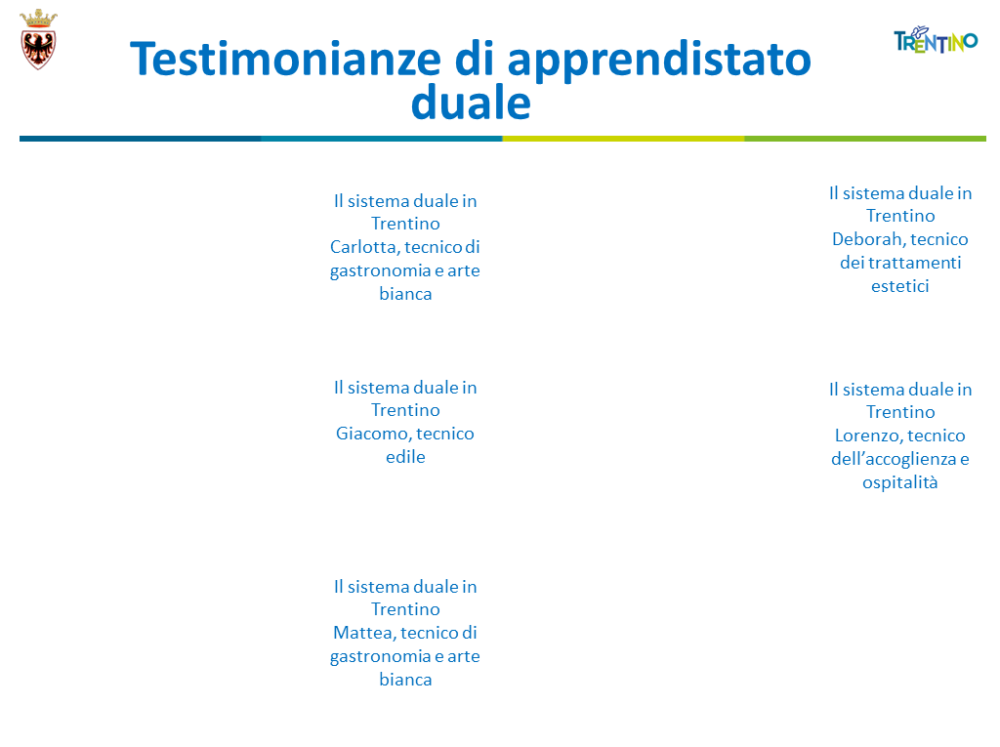 Testimonianze di apprendistato
duale
TRENTINO
Il sistema duale in
Trentino
Carlotta, tecnico di
gastronomia e arte
bianca
Il sistema duale in
Trentino
Deborah, tecnico
dei trattamenti
estetici
Il sistema duale in
Trentino
Giacomo, tecnico
edile
Il sistema duale in
Trentino
Lorenzo, tecnico
dell’accoglienza e
ospitalità
Il sistema duale in
Trentino
Mattea, tecnico di
gastronomia e arte
bianca